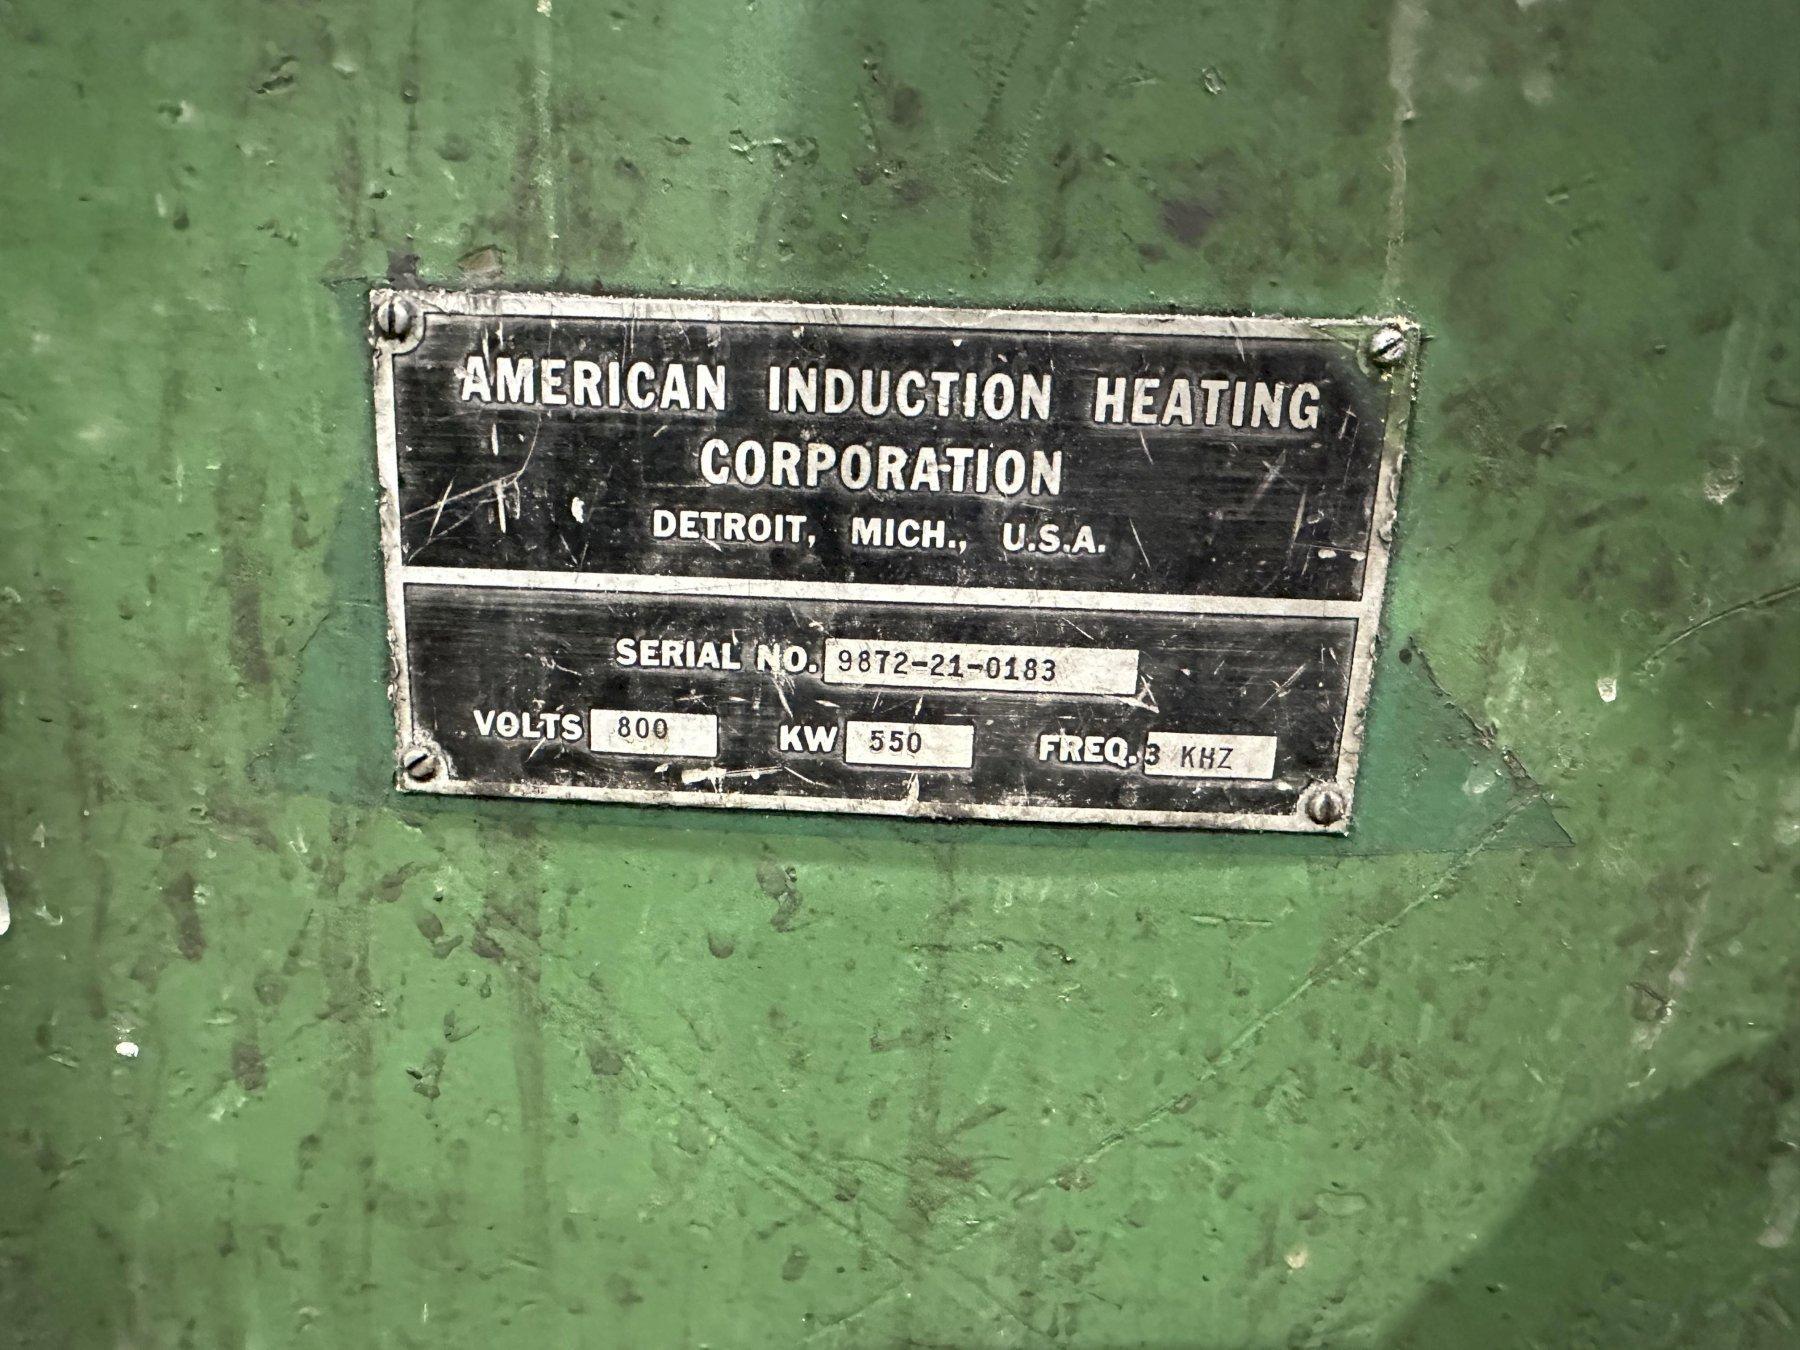 AMERICAN INDUCTION HEATING
CORPORATION
DETROIT, MICH., U.S.A.
SERIAL NO. 9872-21-0183
VOLTS 800 KW 550 FREQ. 3 KHZ